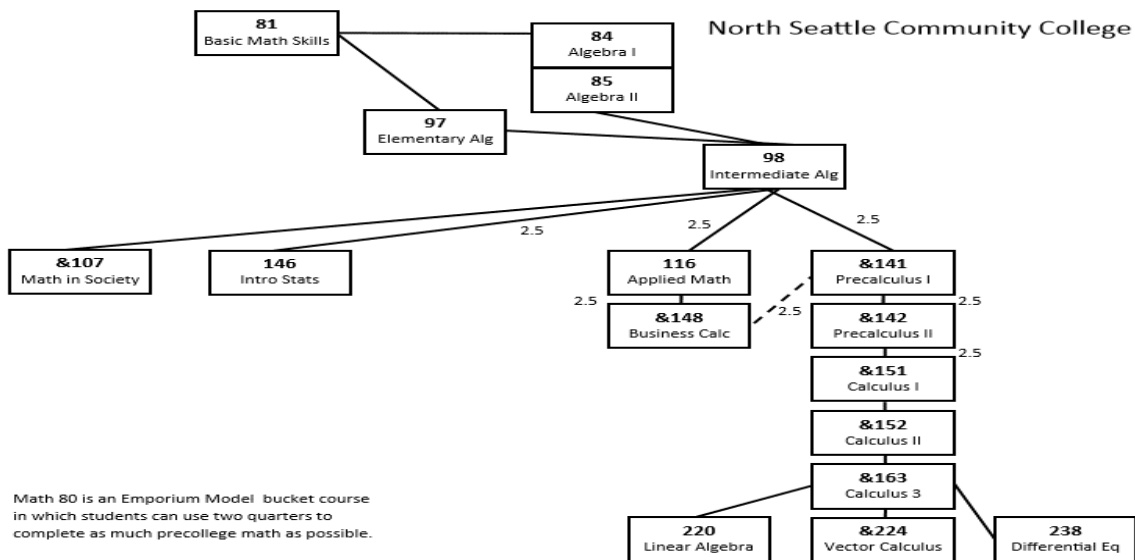 North Seattle Community College
81
Basic Math Skills
84
Algebra I
85
Algebra II
97
Elementary Alg
98
Intermediate Alg
2.5
2.5
2.5
&107
Math in Society
146
Intro Stats
116
Applied Math
&141
Precalculus I
2.5
2.5
2.5
&148
Business Calc
&142
Precalculus II
2.5
&151
Calculus I
&152
Calculus II
&163
Calculus 3
Math 80 is an Emporium Model bucket course
in which students can use two quarters to
complete as much precollege math as possible.
220
Linear Algebra
&224
Vector Calculus
238
Differential Eq